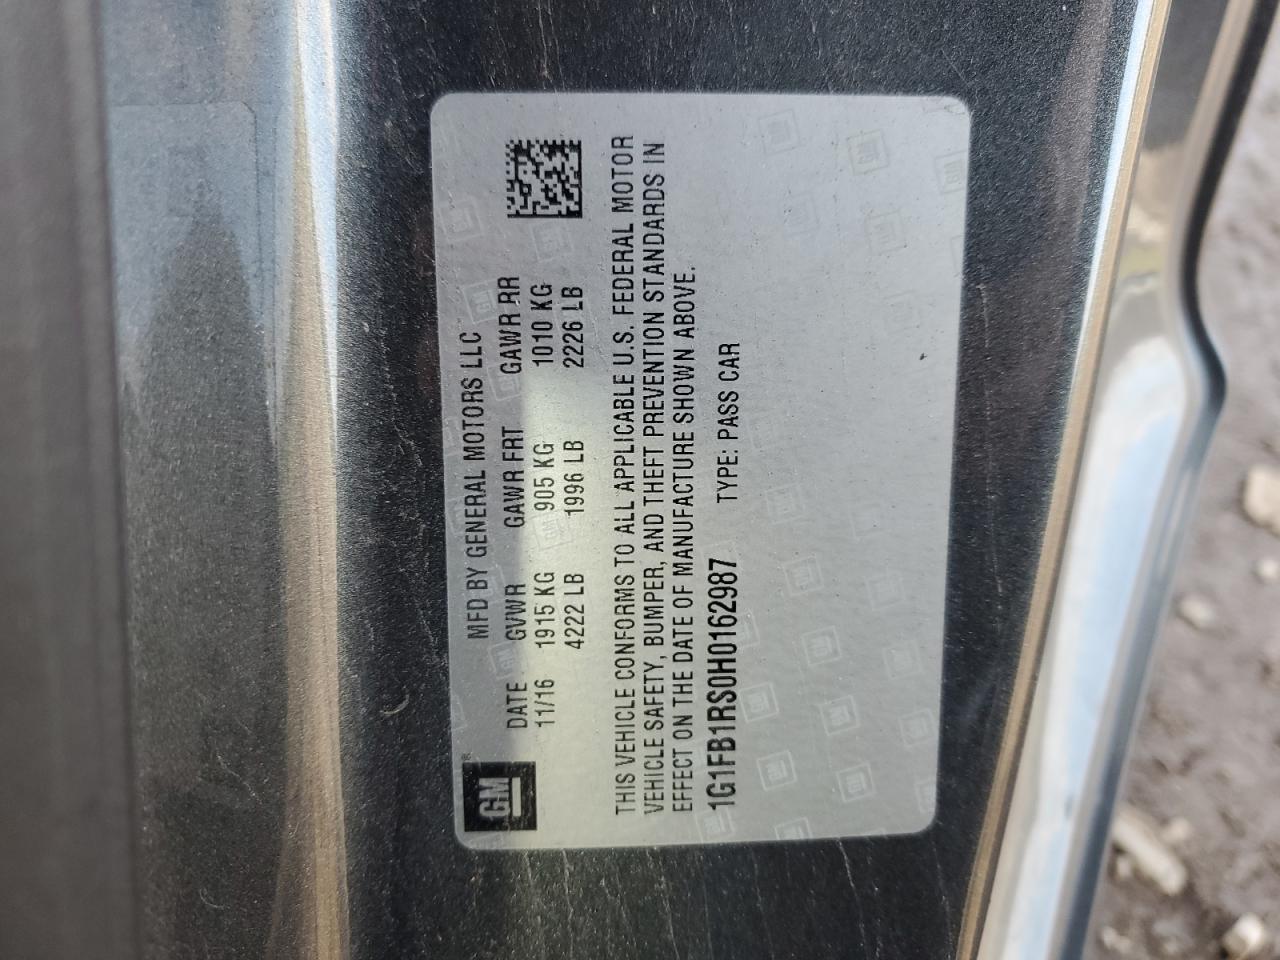 GM®
MFD BY GENERAL MOTORS LLC
DATE GVWR GAWR FRT GAWR RR
11/16 1915 KG 905 KG 1010 KG
4222 LB 1996 LB 2226 LB
THIS VEHICLE CONFORMS TO ALL APPLICABLE U.S. FEDERAL MOTOR
VEHICLE SAFETY, BUMPER, AND THEFT PREVENTION STANDARDS IN
EFFECT ON THE DATE OF MANUFACTURE SHOWN ABOVE.
1G1FB1RS0H0162987 TYPE: PASS CAR